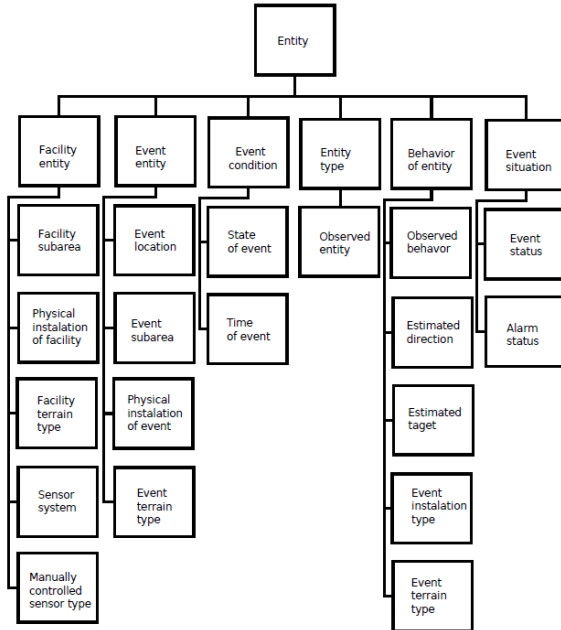 Entity
Facility
entity
Event
entity
Event
condition
Entity
type
Behavior
of entity
Event
situation
Facility
subarea
Physical
instalation
of facility
Facility
terrain
type
Sensor
system
Manually
controlled
sensor type
Event
location
Event
subarea
Physical
instalation
of event
Event
terrain
type
State
of event
Time
of event
Observed
entity
Observed
behavor
Estimated
direction
Estimated
taget
Event
instalation
type
Event
terrain
type
Event
status
Alarm
status